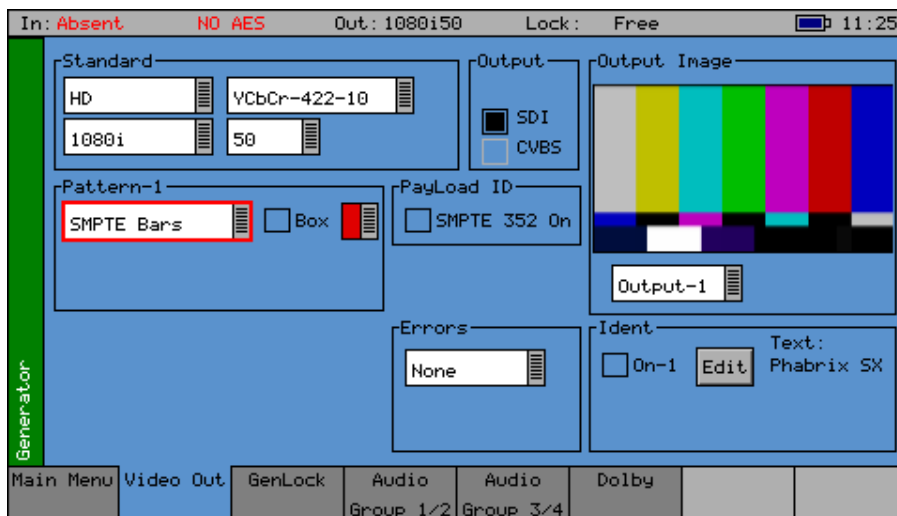 In: Absent NO AES Out: 1080i50 Lock: Free 11:25
Standard
HD YCbCr-422-10
1080i 50
Output
SDI
CVBS
Output Image
Output-1
Pattern-1
SMPTE Bars Box
PayLoad ID
SMPTE 352 On
Errors
None
Ident
On-1 Edit Text:
Phabrix SX
Generator
Main Menu Video Out GenLock Audio Group 1/2 Audio Group 3/4 Dolby